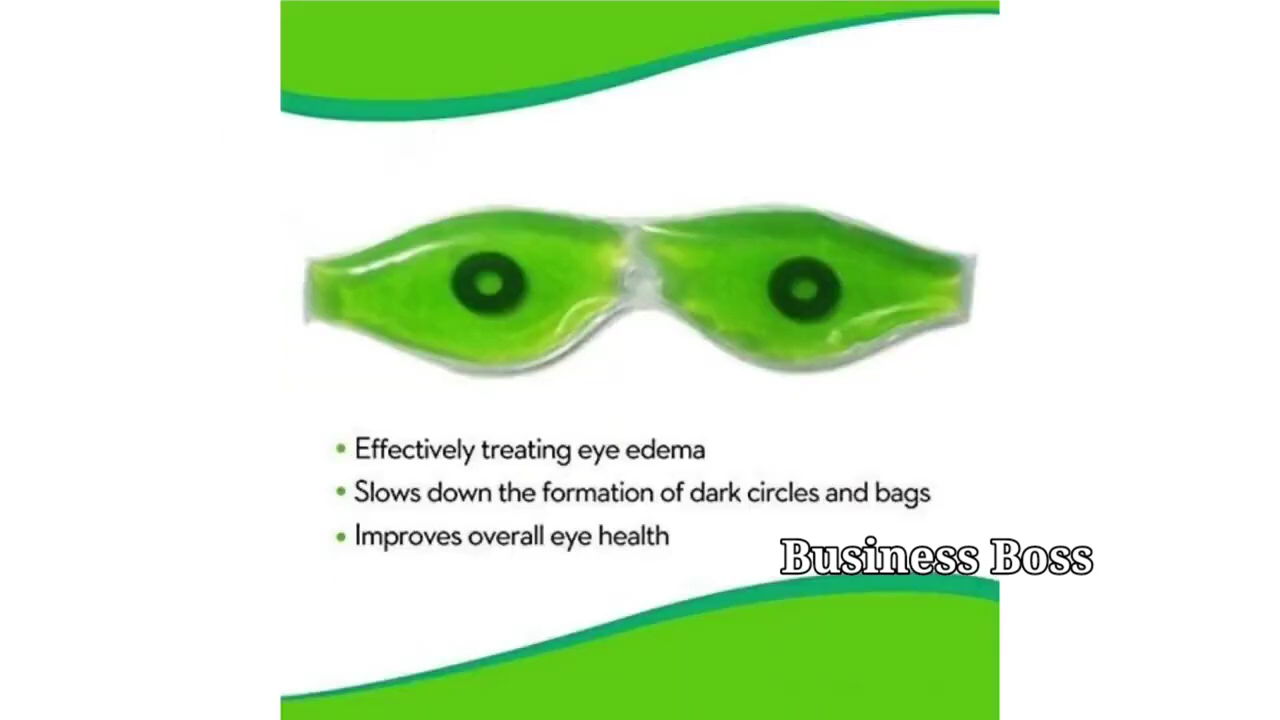 • Effectively treating eye edema
• Slows down the formation of dark circles and bags
• Improves overall eye health
Business Boss